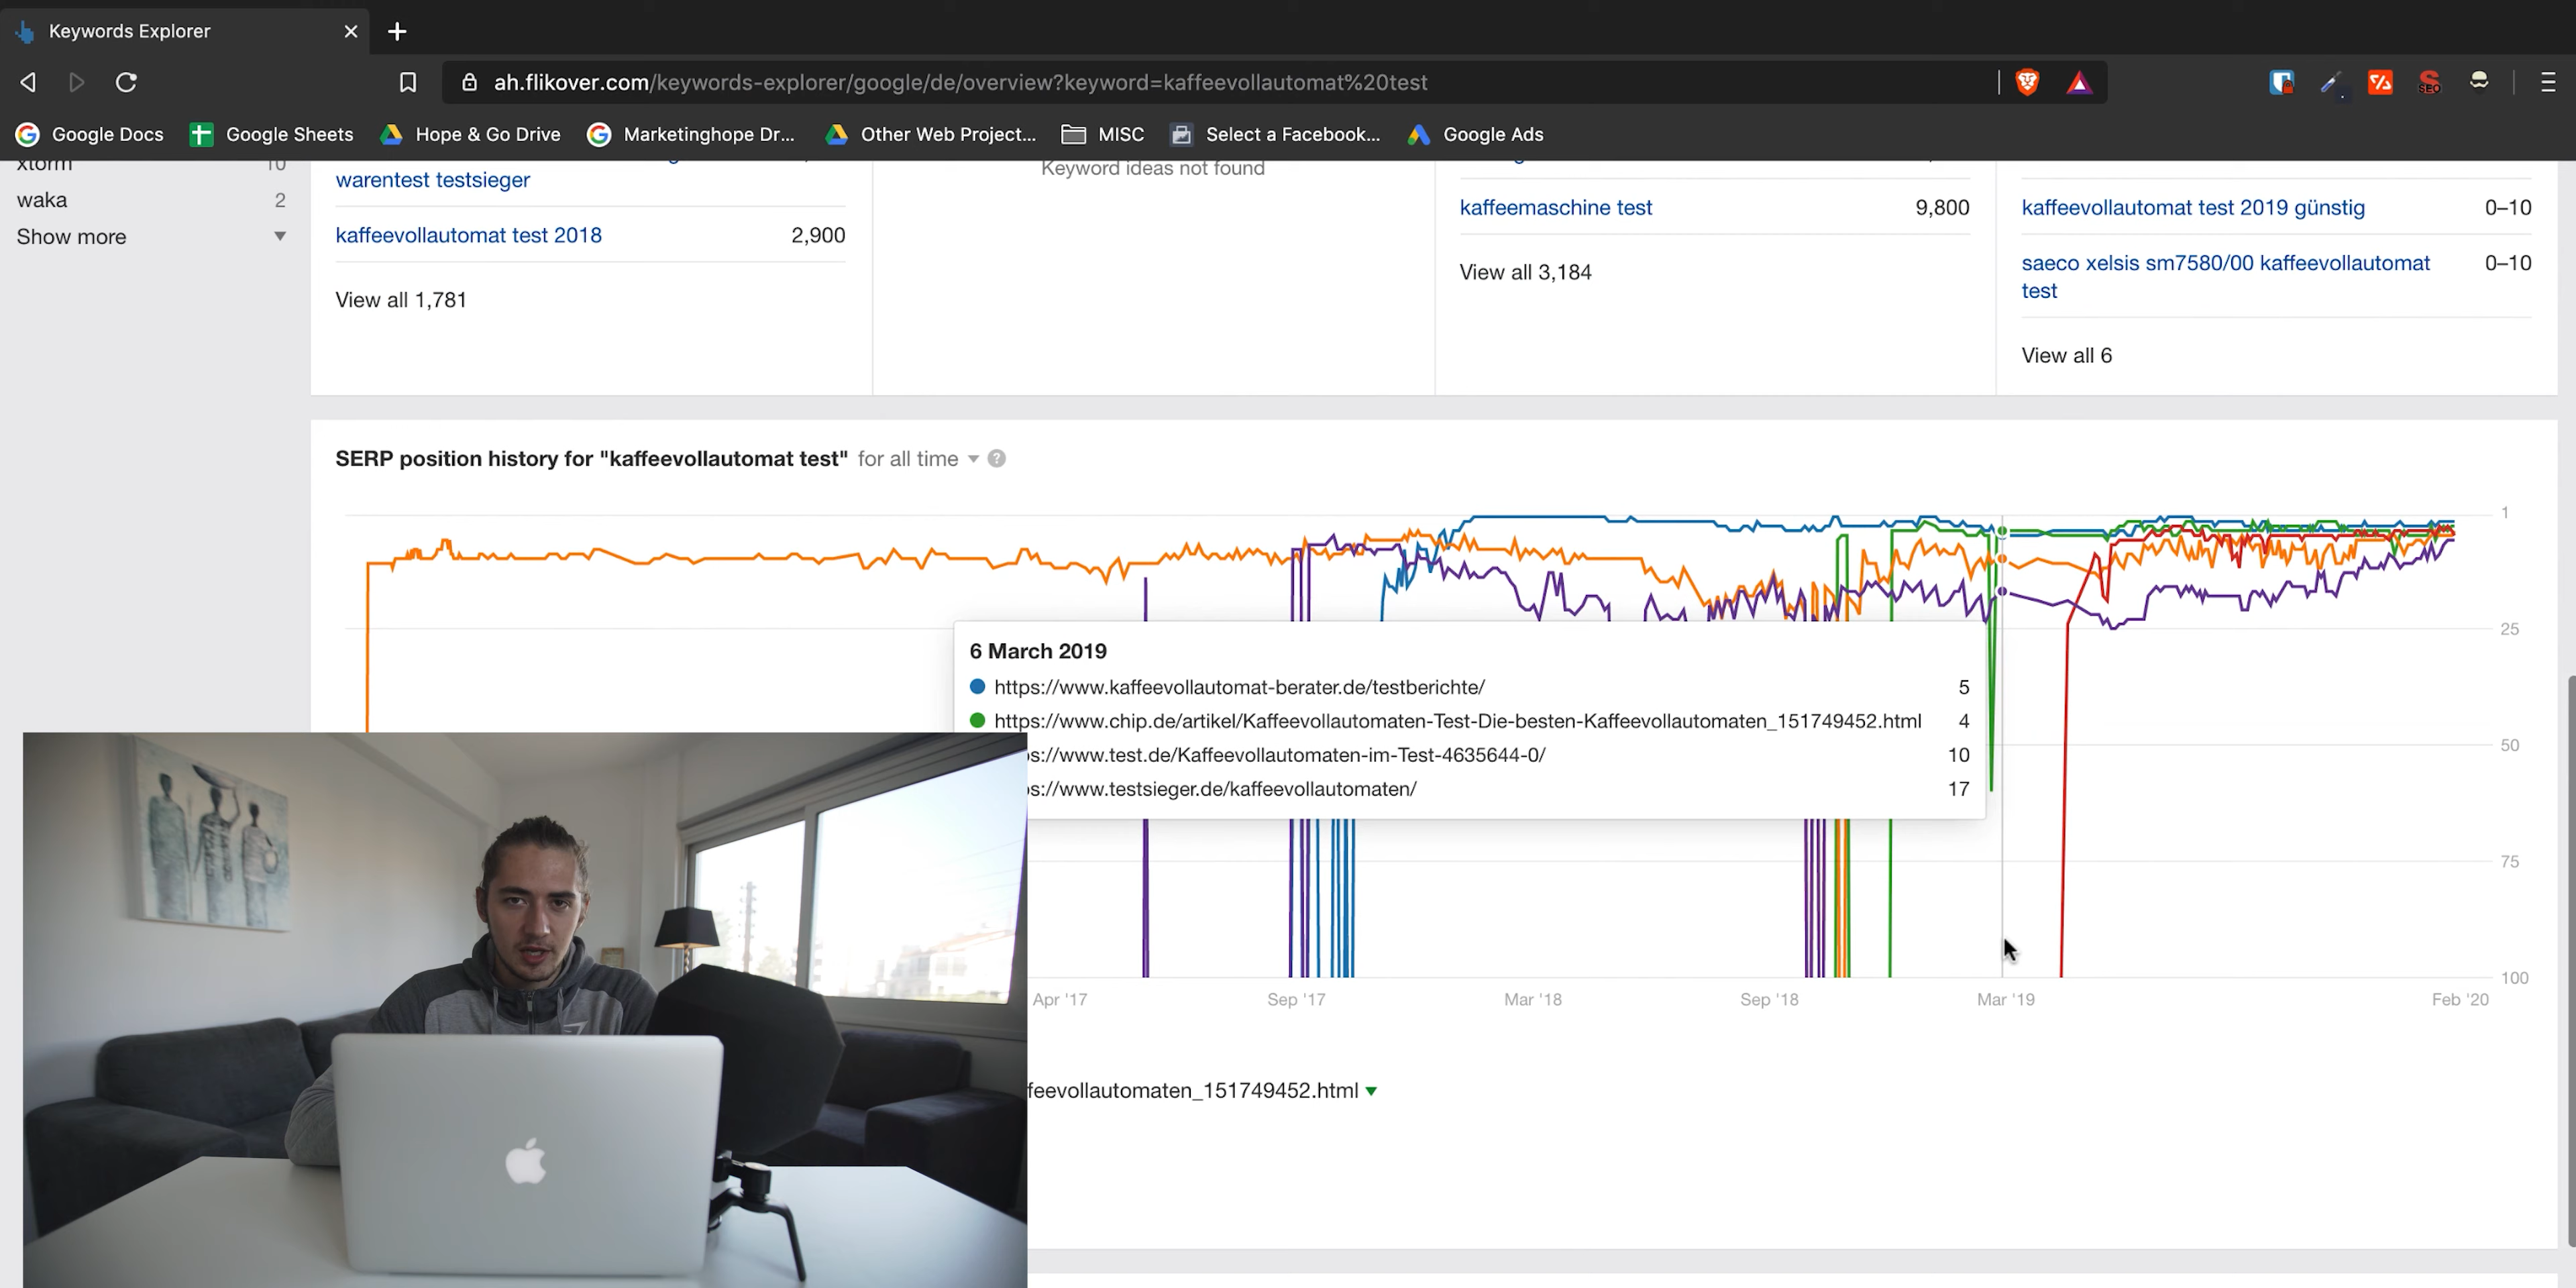 Keywords Explorer
ah.flikover.com/keywords-explorer/google/de/overview?keyword=kaffeevollautomat%20test
SEO
Google Docs
Google Sheets
Hope & Go Drive
Marketinghope Dr...
Other Web Project...
MISC
Select a Facebook...
Google Ads
xtorm 10
waka 2
Show more
warentest testsieger
kaffeevollautomat test 2018 2,900
View all 1,781
Keyword ideas not found
kaffeemaschine test 9,800
View all 3,184
kaffeevollautomat test 2019 günstig 0–10
saeco xelsis sm7580/00 kaffeevollautomat 0–10
test
View all 6
SERP position history for "kaffeevollautomat test" for all time ?
1
25
50
75
100
6 March 2019
https://www.kaffeevollautomat-berater.de/testberichte/ 5
https://www.chip.de/artikel/Kaffeevollautomaten-Test-Die-besten-Kaffeevollautomaten_151749452.html 4
ps://www.test.de/Kaffeevollautomaten-im-Test-4635644-0/ 10
ps://www.testsieger.de/kaffeevollautomaten/ 17
Apr '17
Sep '17
Mar '18
Sep '18
Mar '19
Feb '20
feevollautomaten_151749452.html